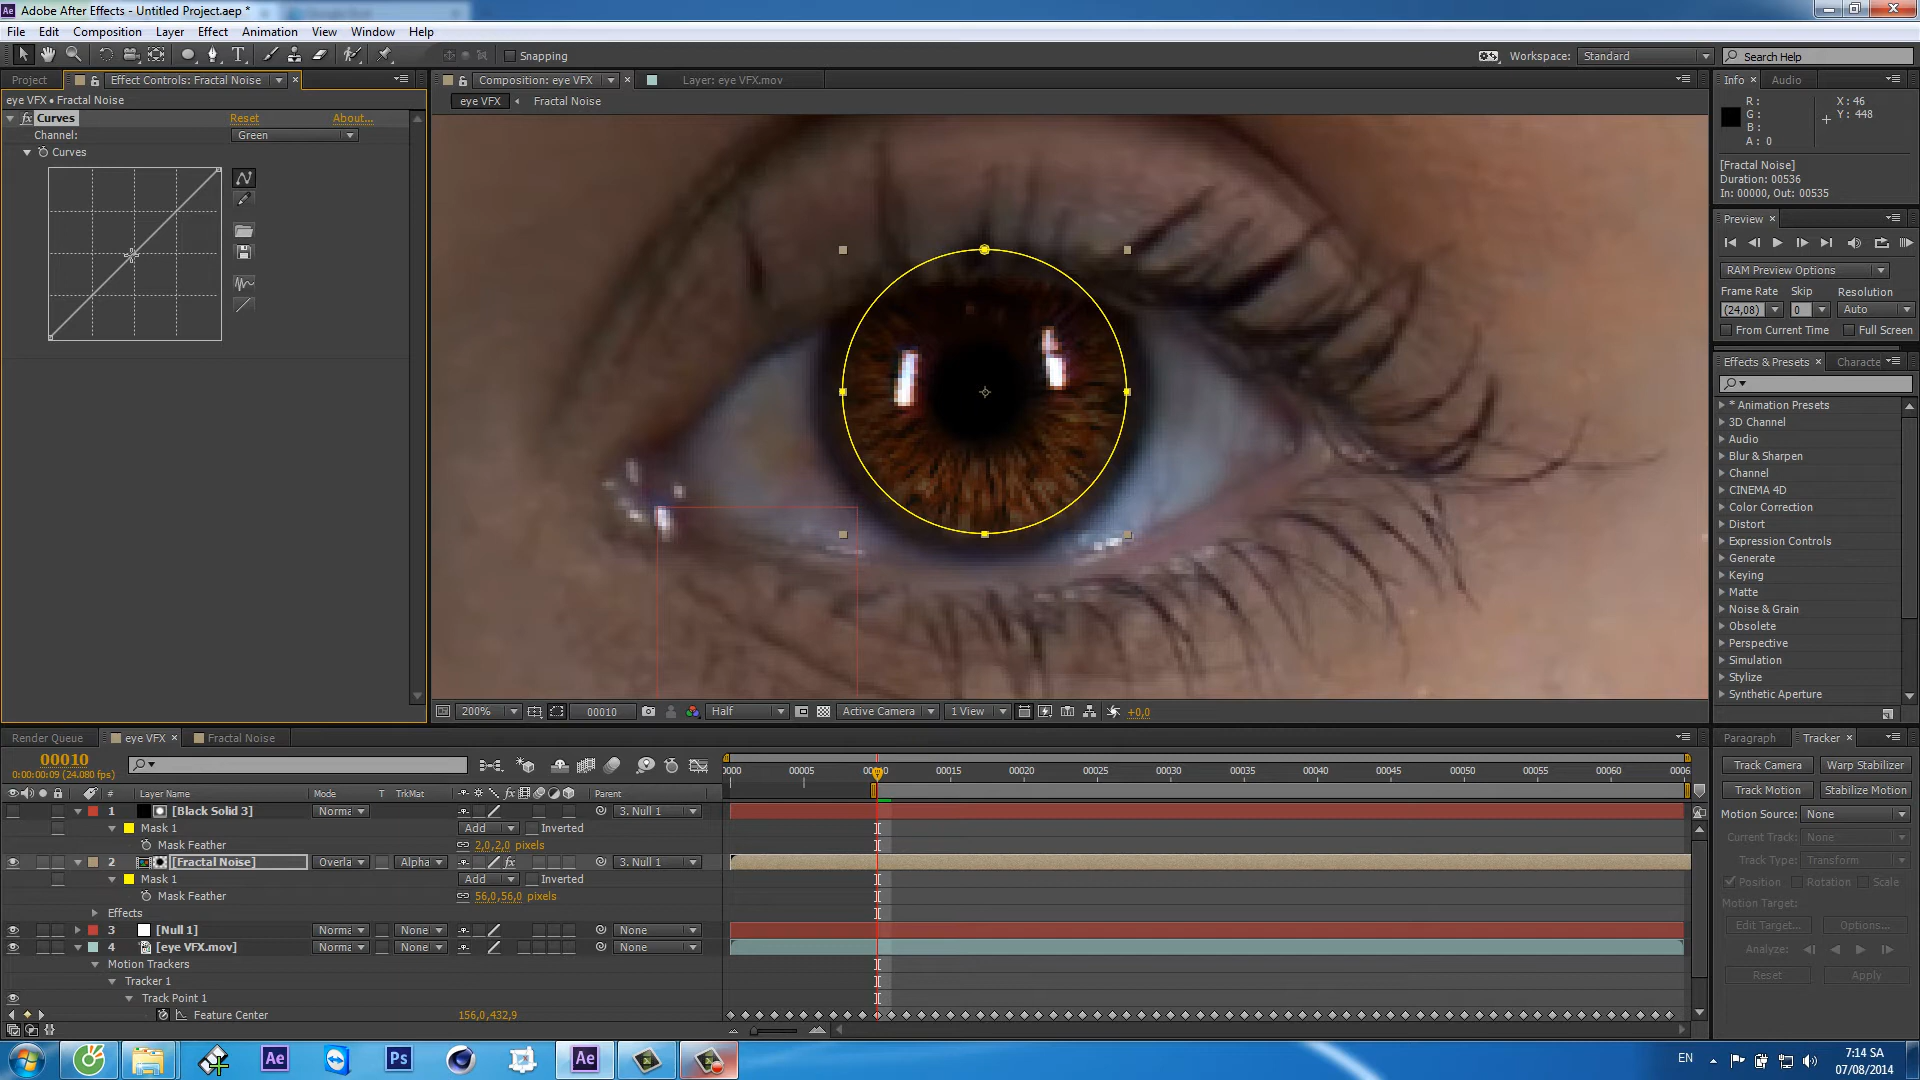 Adobe After Effects - Untitled Project.aep *
File Edit Composition Layer Effect Animation View Window Help
Snapping
Workspace: Standard
Search Help
Project Effect Controls: Fractal Noise
Composition: eye VFX Layer: eye VFX.mov
Info Audio
eye VFX • Fractal Noise
eye VFX Fractal Noise
Curves Reset About...
Channel: Green
Curves
R: X: 46
G: Y: 448
B:
A: 0
[Fractal Noise]
Duration: 00536
In: 00000, Out: 00535
Preview
RAM Preview Options
Frame Rate Skip Resolution
(24,08) 0 Auto
From Current Time Full Screen
Effects & Presets Characte
* Animation Presets
3D Channel
Audio
Blur & Sharpen
Channel
CINEMA 4D
Color Correction
Distort
Expression Controls
Generate
Keying
Matte
Noise & Grain
Obsolete
Perspective
Simulation
Stylize
Synthetic Aperture
200% 00010 Half Active Camera 1 View +0,0
Render Queue eye VFX Fractal Noise
00010
0:00:00:09 (24.080 fps)
0000 00005 00010 00015 00020 00025 00030 00035 00040 00045 00050 00055 00060 0006
# Layer Name Mode T TrkMat Parent
1 [Black Solid 3] Norma 3. Null 1
Mask 1 Add Inverted
Mask Feather 2,0,2,0 pixels
2 [Fractal Noise] Overla Alpha 3. Null 1
Mask 1 Add Inverted
Mask Feather 56,0,56,0 pixels
Effects
3 [Null 1] Norma None None
4 [eye VFX.mov] Norma None None
Motion Trackers
Tracker 1
Track Point 1
Feature Center 156,0,432,9
Paragraph Tracker
Track Camera Warp Stabilizer
Track Motion Stabilize Motion
Motion Source: None
Current Track: None
Track Type: Transform
Position Rotation Scale
Motion Target:
Edit Target... Options...
Analyze:
Reset Apply
Ae Ps Ae
EN
7:14 SA
07/08/2014